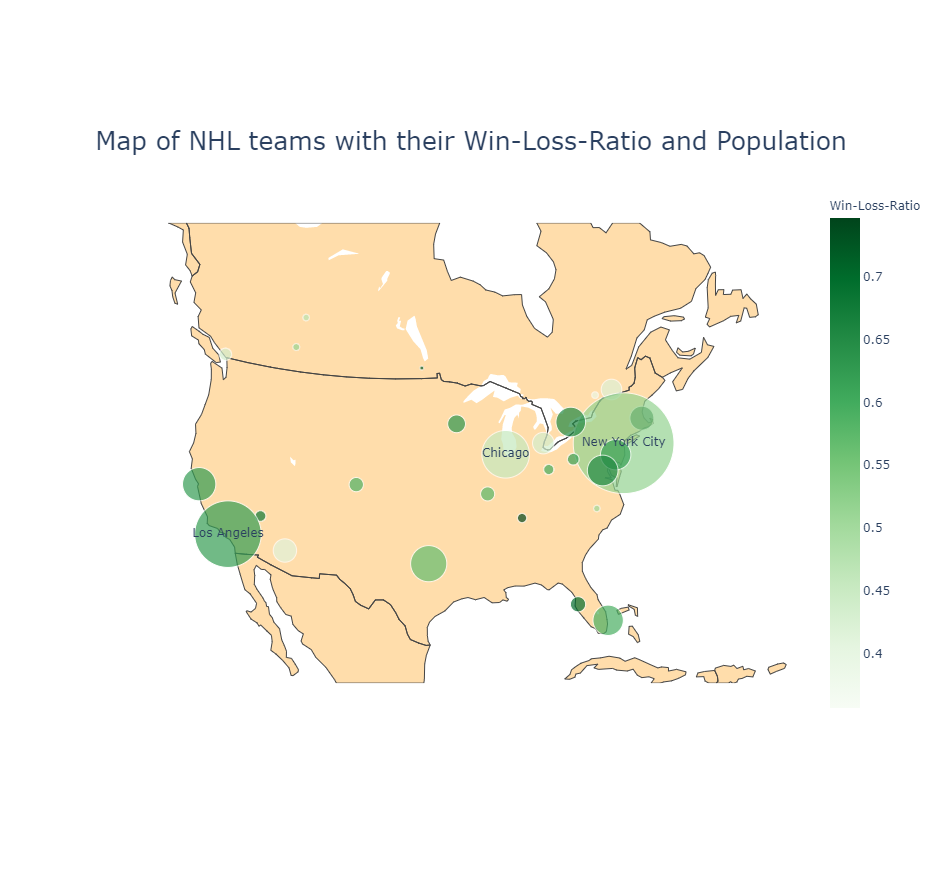 Map of NHL teams with their Win-Loss-Ratio and Population
Win-Loss-Ratio
0.7
0.65
0.6
0.55
0.5
0.45
0.4
New York City
Chicago
Los Angeles